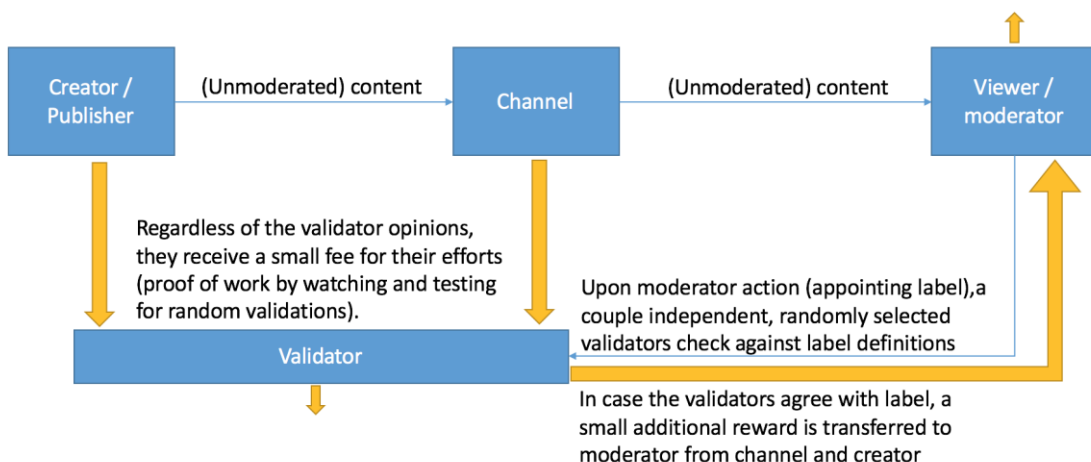 Creator /
Publisher
(Unmoderated) content
Channel
(Unmoderated) content
Viewer /
moderator
Regardless of the validator opinions,
they receive a small fee for their efforts
(proof of work by watching and testing
for random validations).
Upon moderator action (appointing label),a
couple independent, randomly selected
validators check against label definitions
Validator
In case the validators agree with label, a
small additional reward is transferred to
moderator from channel and creator